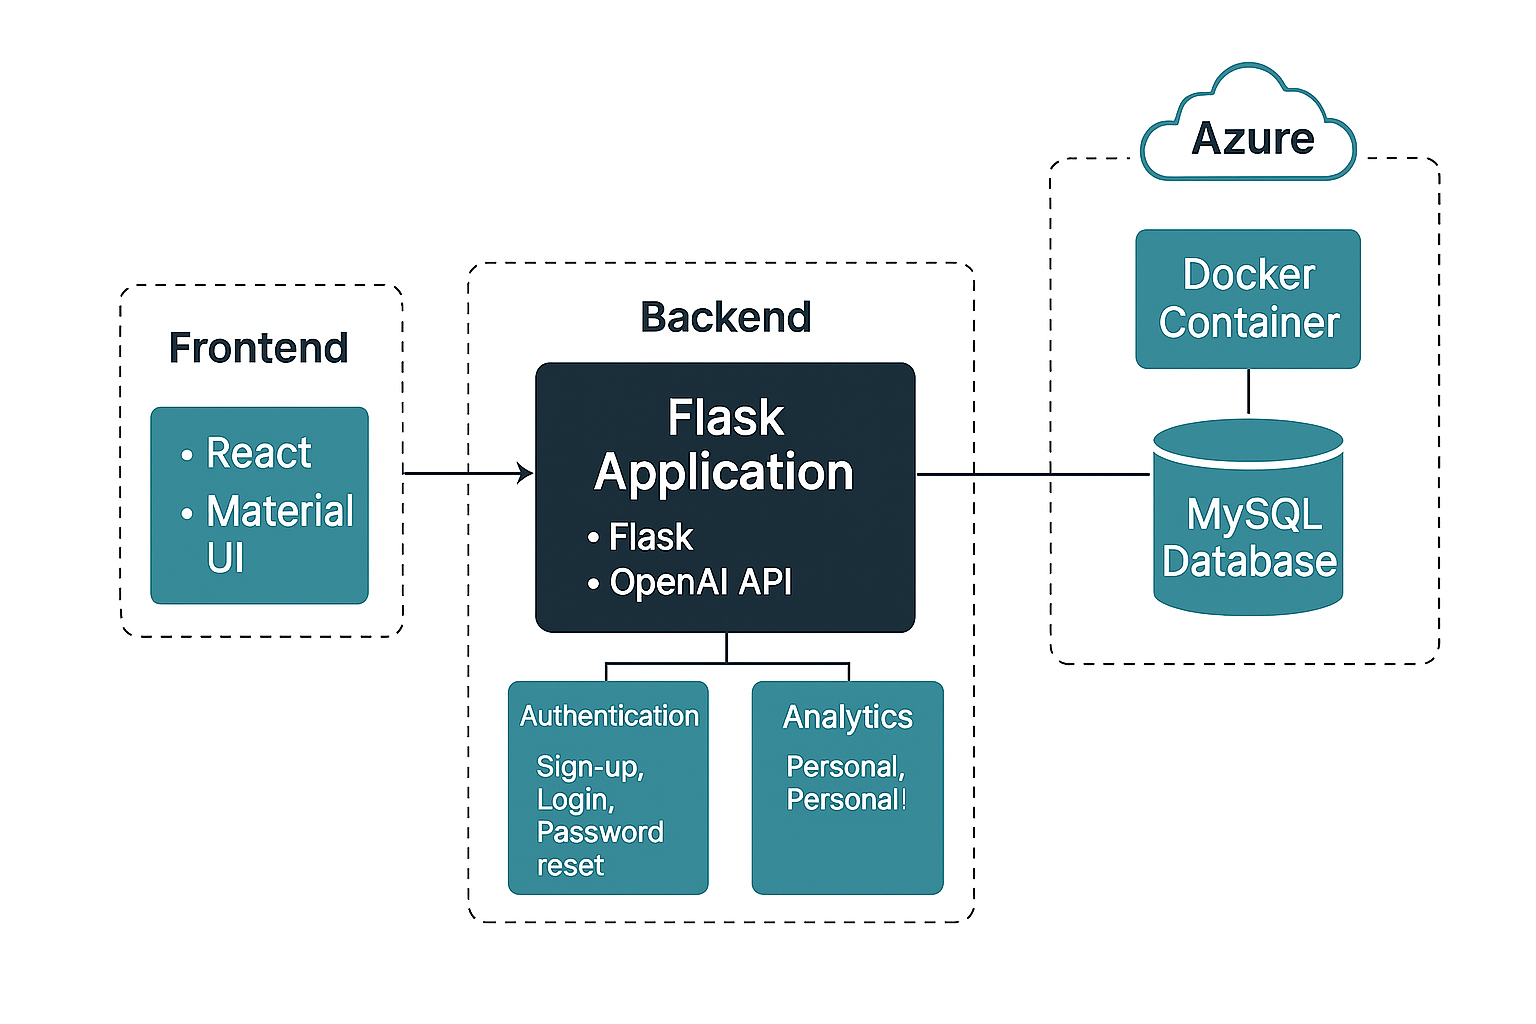 Azure
Docker
Container
MySQL
Database
Frontend
• React
• Material
UI
Backend
Flask
Application
• Flask
• OpenAI API
Authentication
Sign-up,
Login,
Password
reset
Analytics
Personal,
Personal!